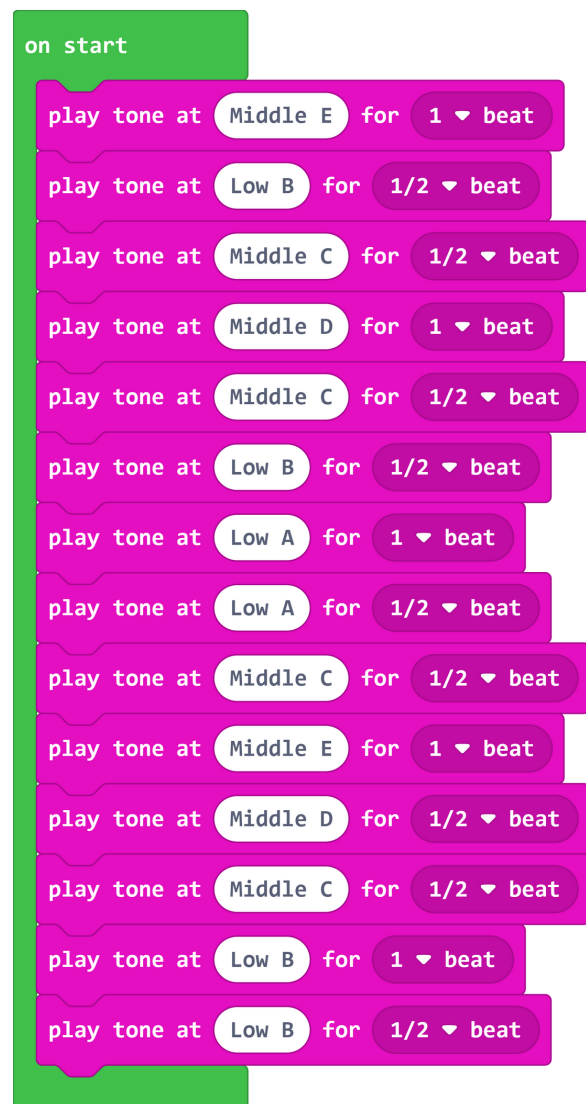 on start
play tone at Middle E for 1 beat
play tone at Low B for 1/2 beat
play tone at Middle C for 1/2 beat
play tone at Middle D for 1 beat
play tone at Middle C for 1/2 beat
play tone at Low B for 1/2 beat
play tone at Low A for 1 beat
play tone at Low A for 1/2 beat
play tone at Middle C for 1/2 beat
play tone at Middle E for 1 beat
play tone at Middle D for 1/2 beat
play tone at Middle C for 1/2 beat
play tone at Low B for 1 beat
play tone at Low B for 1/2 beat